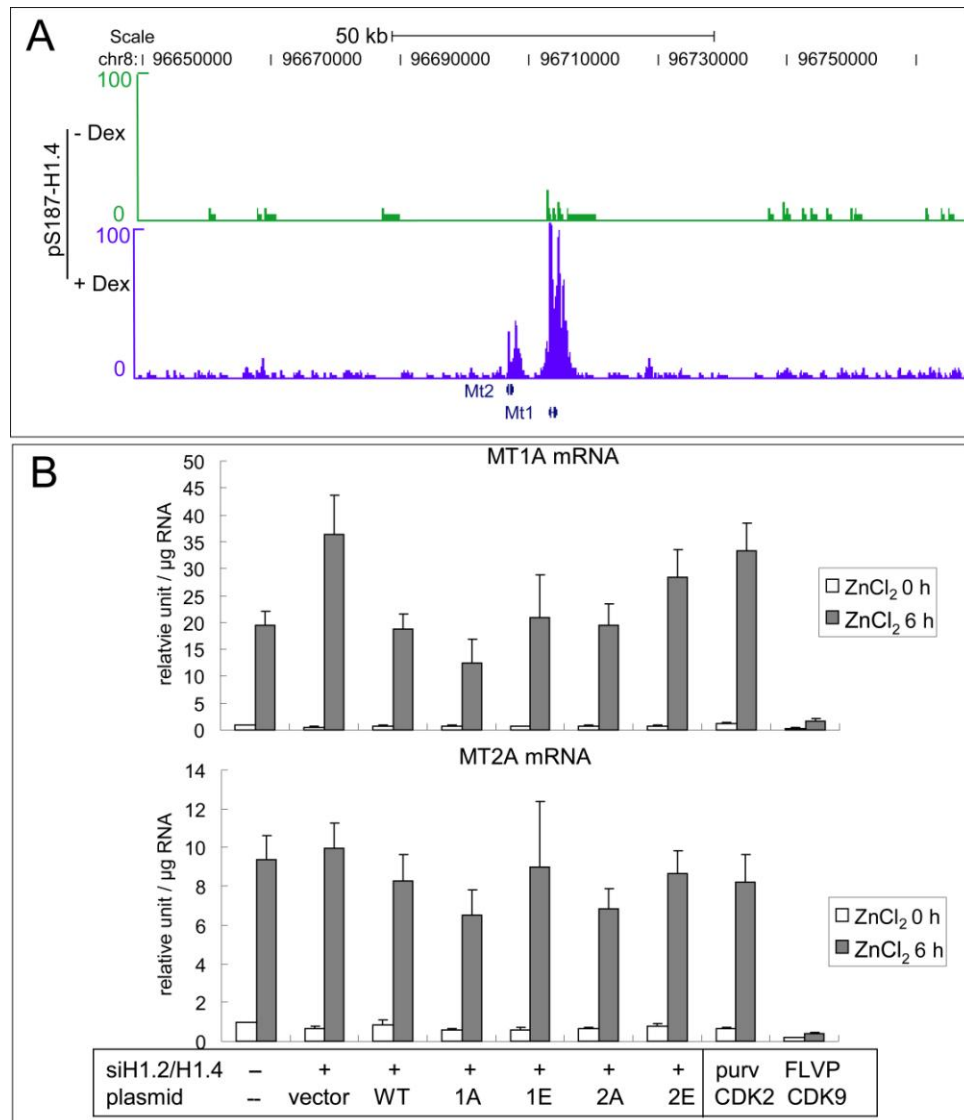 A
Scale 50 kb
chr8: 96650000 96670000 96690000 96710000 96730000 96750000
100
- Dex
0
pS187-H1.4
100
+ Dex
0
Mt2
Mt1
B
MT1A mRNA
50
45
40
35
30
25
20
15
10
5
0
relatvie unit / µg RNA
ZnCl₂ 0 h
ZnCl₂ 6 h
MT2A mRNA
14
12
10
8
6
4
2
0
relative unit / µg RNA
ZnCl₂ 0 h
ZnCl₂ 6 h
siH1.2/H1.4 – + + + + + + purv FLVP
plasmid -- vector WT 1A 1E 2A 2E CDK2 CDK9